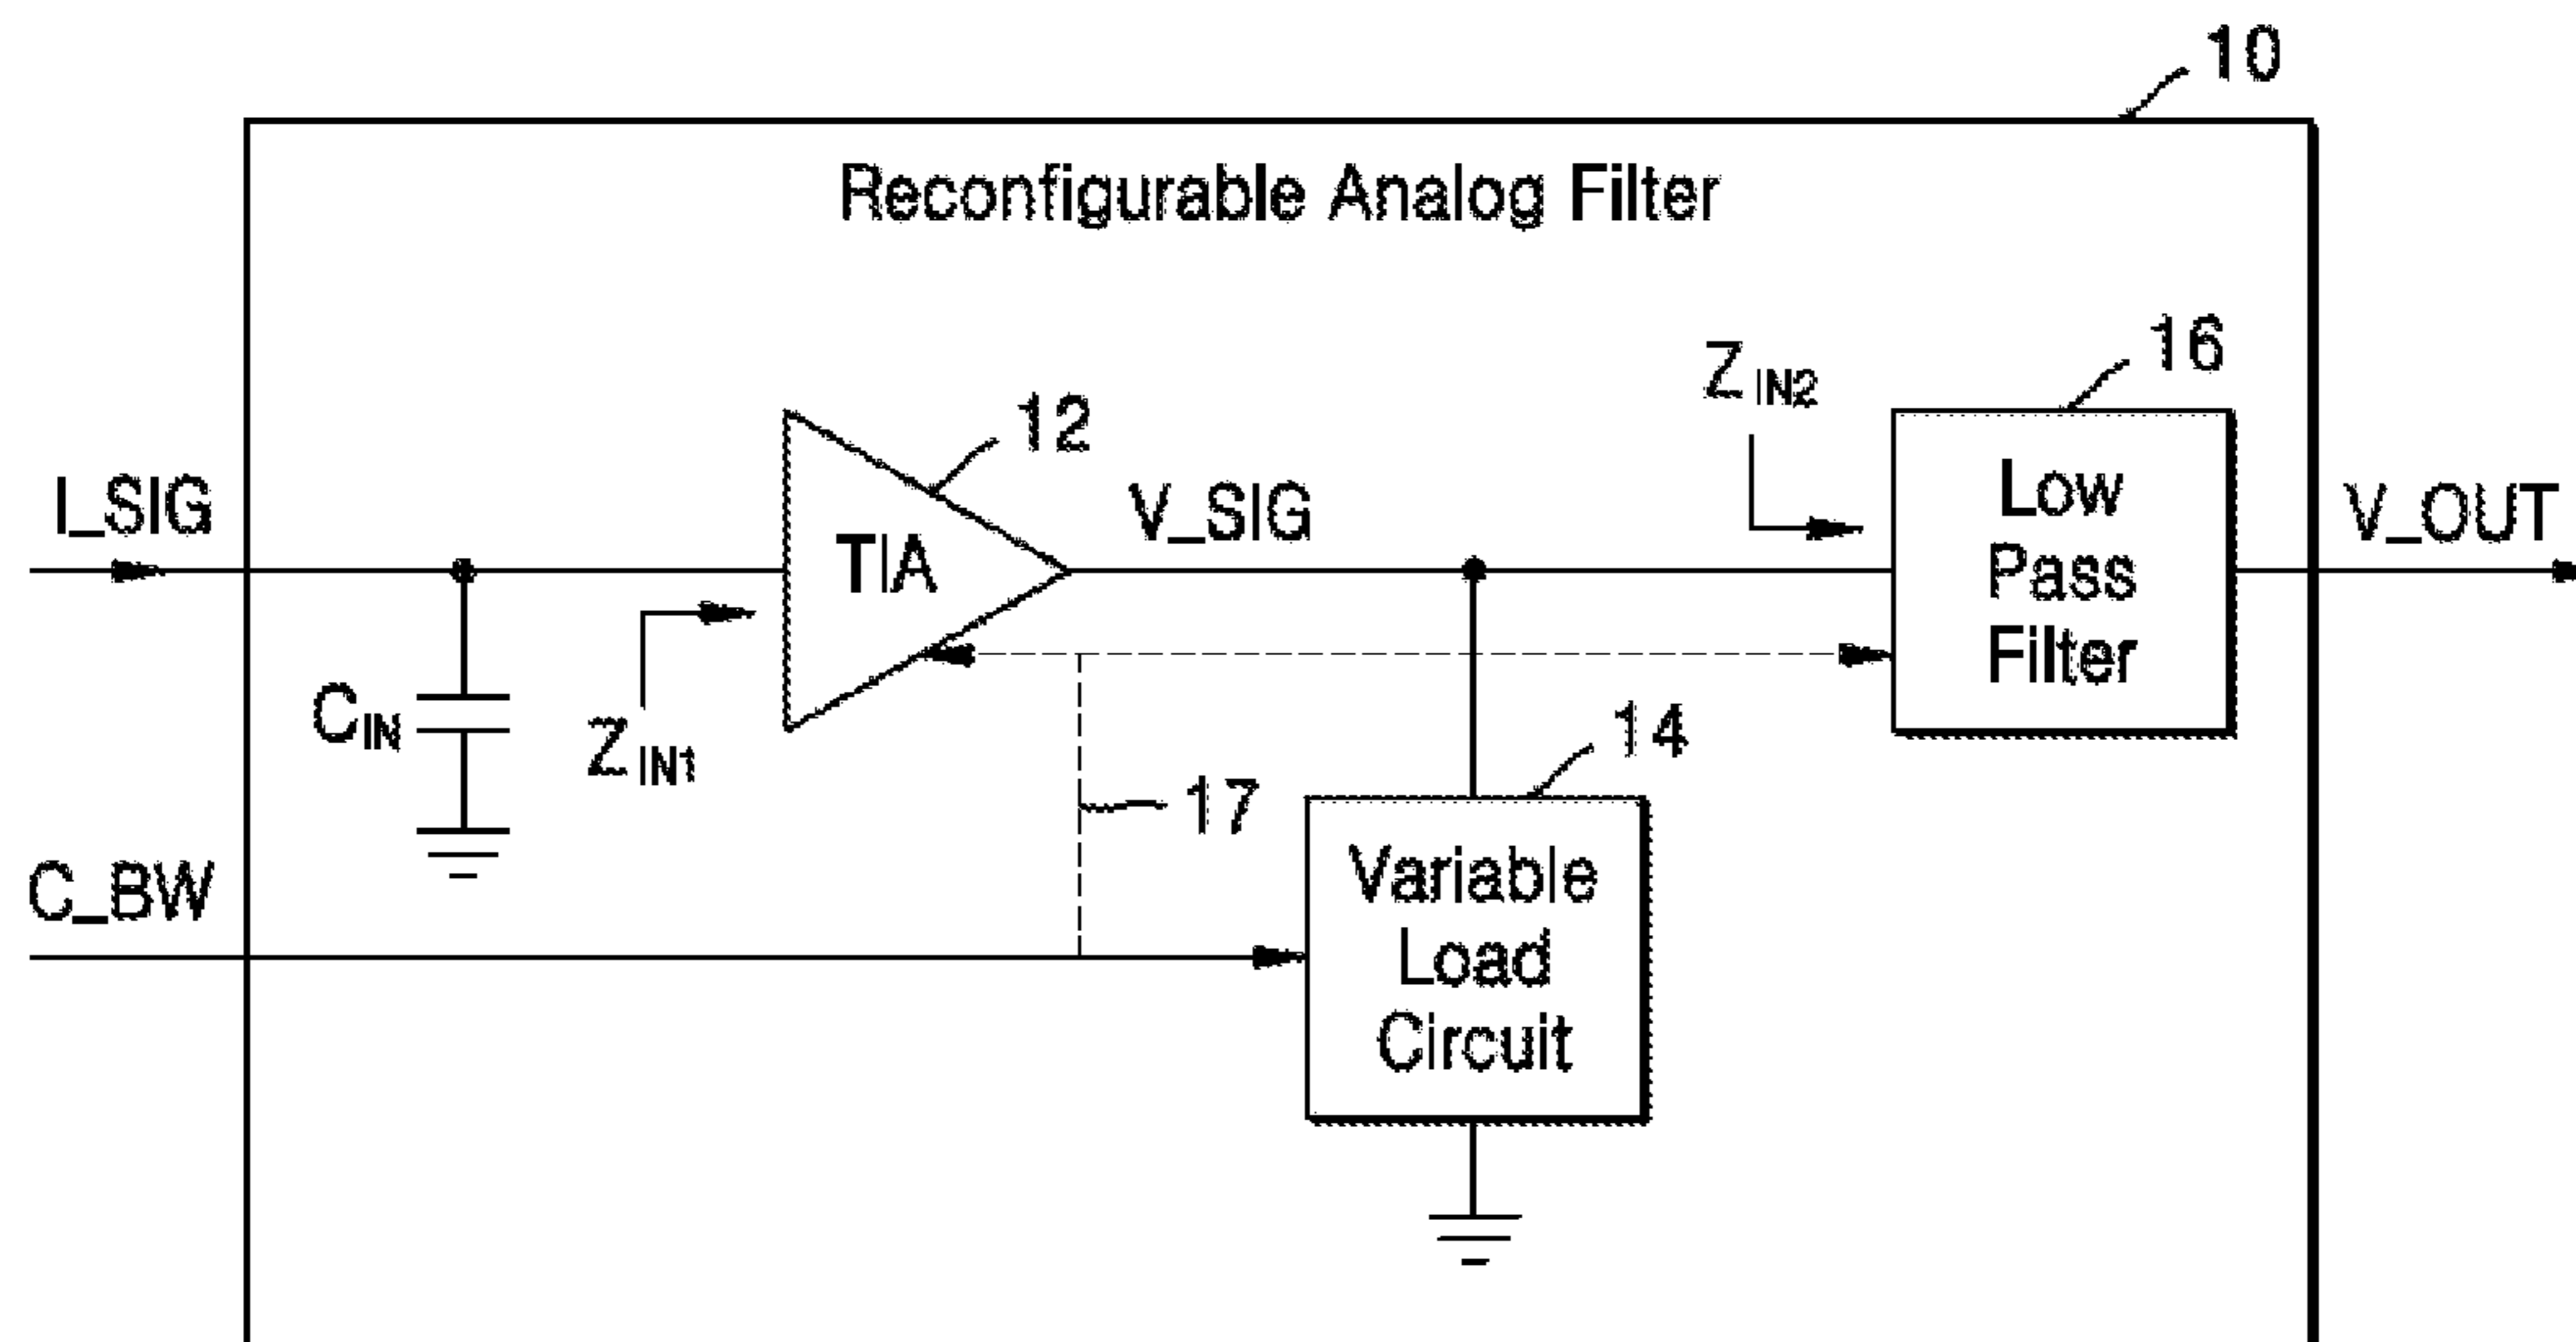 10
Reconfigurable Analog Filter
16
Z IN2
12
I_SIG
TIA
V_SIG
Low
Pass
Filter
V_OUT
C IN
Z IN1
14
17
C_BW
Variable
Load
Circuit